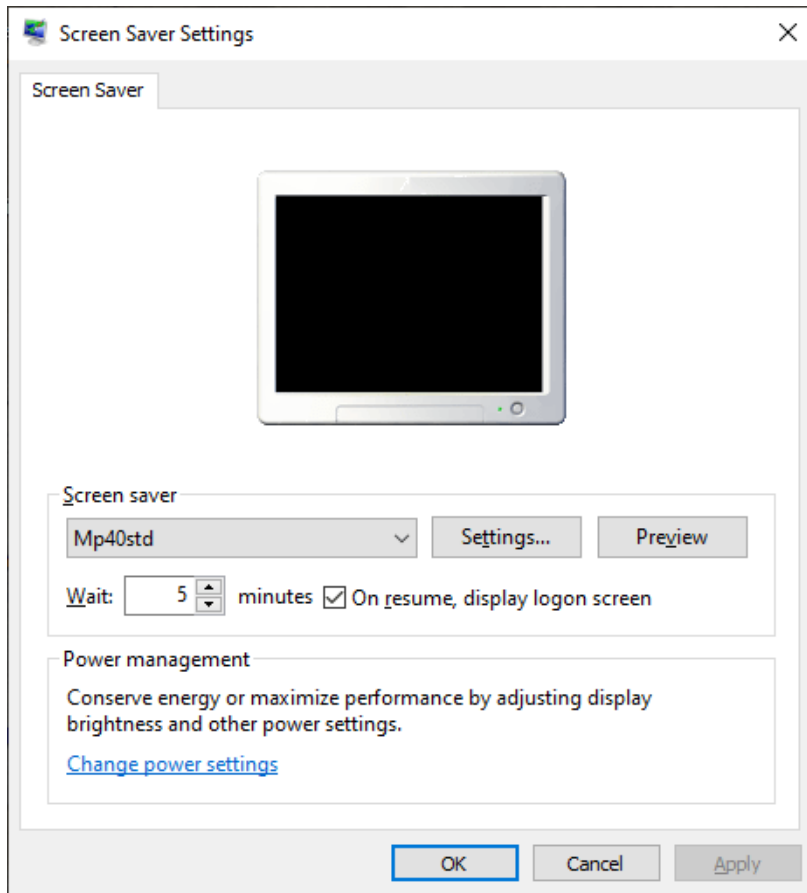 Screen Saver Settings
Screen Saver
Screen saver
Mp40std
Settings...
Preview
Wait: 5 minutes On resume, display logon screen
Power management
Conserve energy or maximize performance by adjusting display
brightness and other power settings.
Change power settings
OK
Cancel
Apply